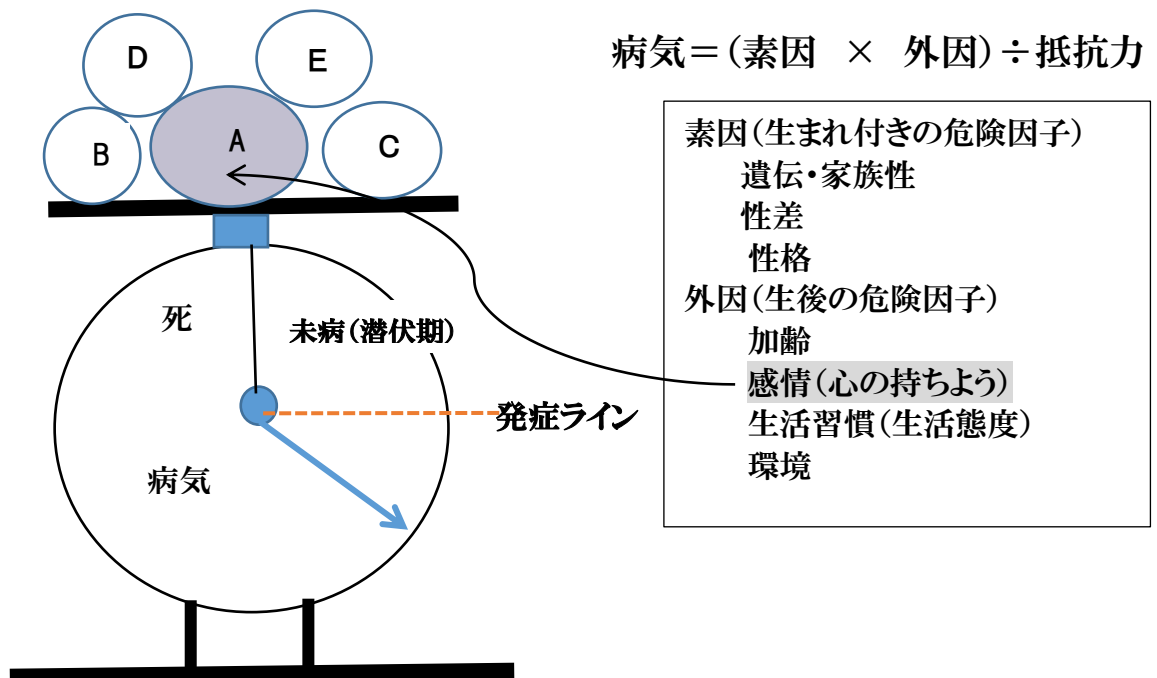 病気＝（素因　×　外因）÷抵抗力
D
E
B
A
C
死
未病（潜伏期）
発症ライン
病気
素因（生まれ付きの危険因子）
遺伝・家族性
性差
性格
外因（生後の危険因子）
加齢
感情（心の持ちよう）
生活習慣（生活態度）
環境